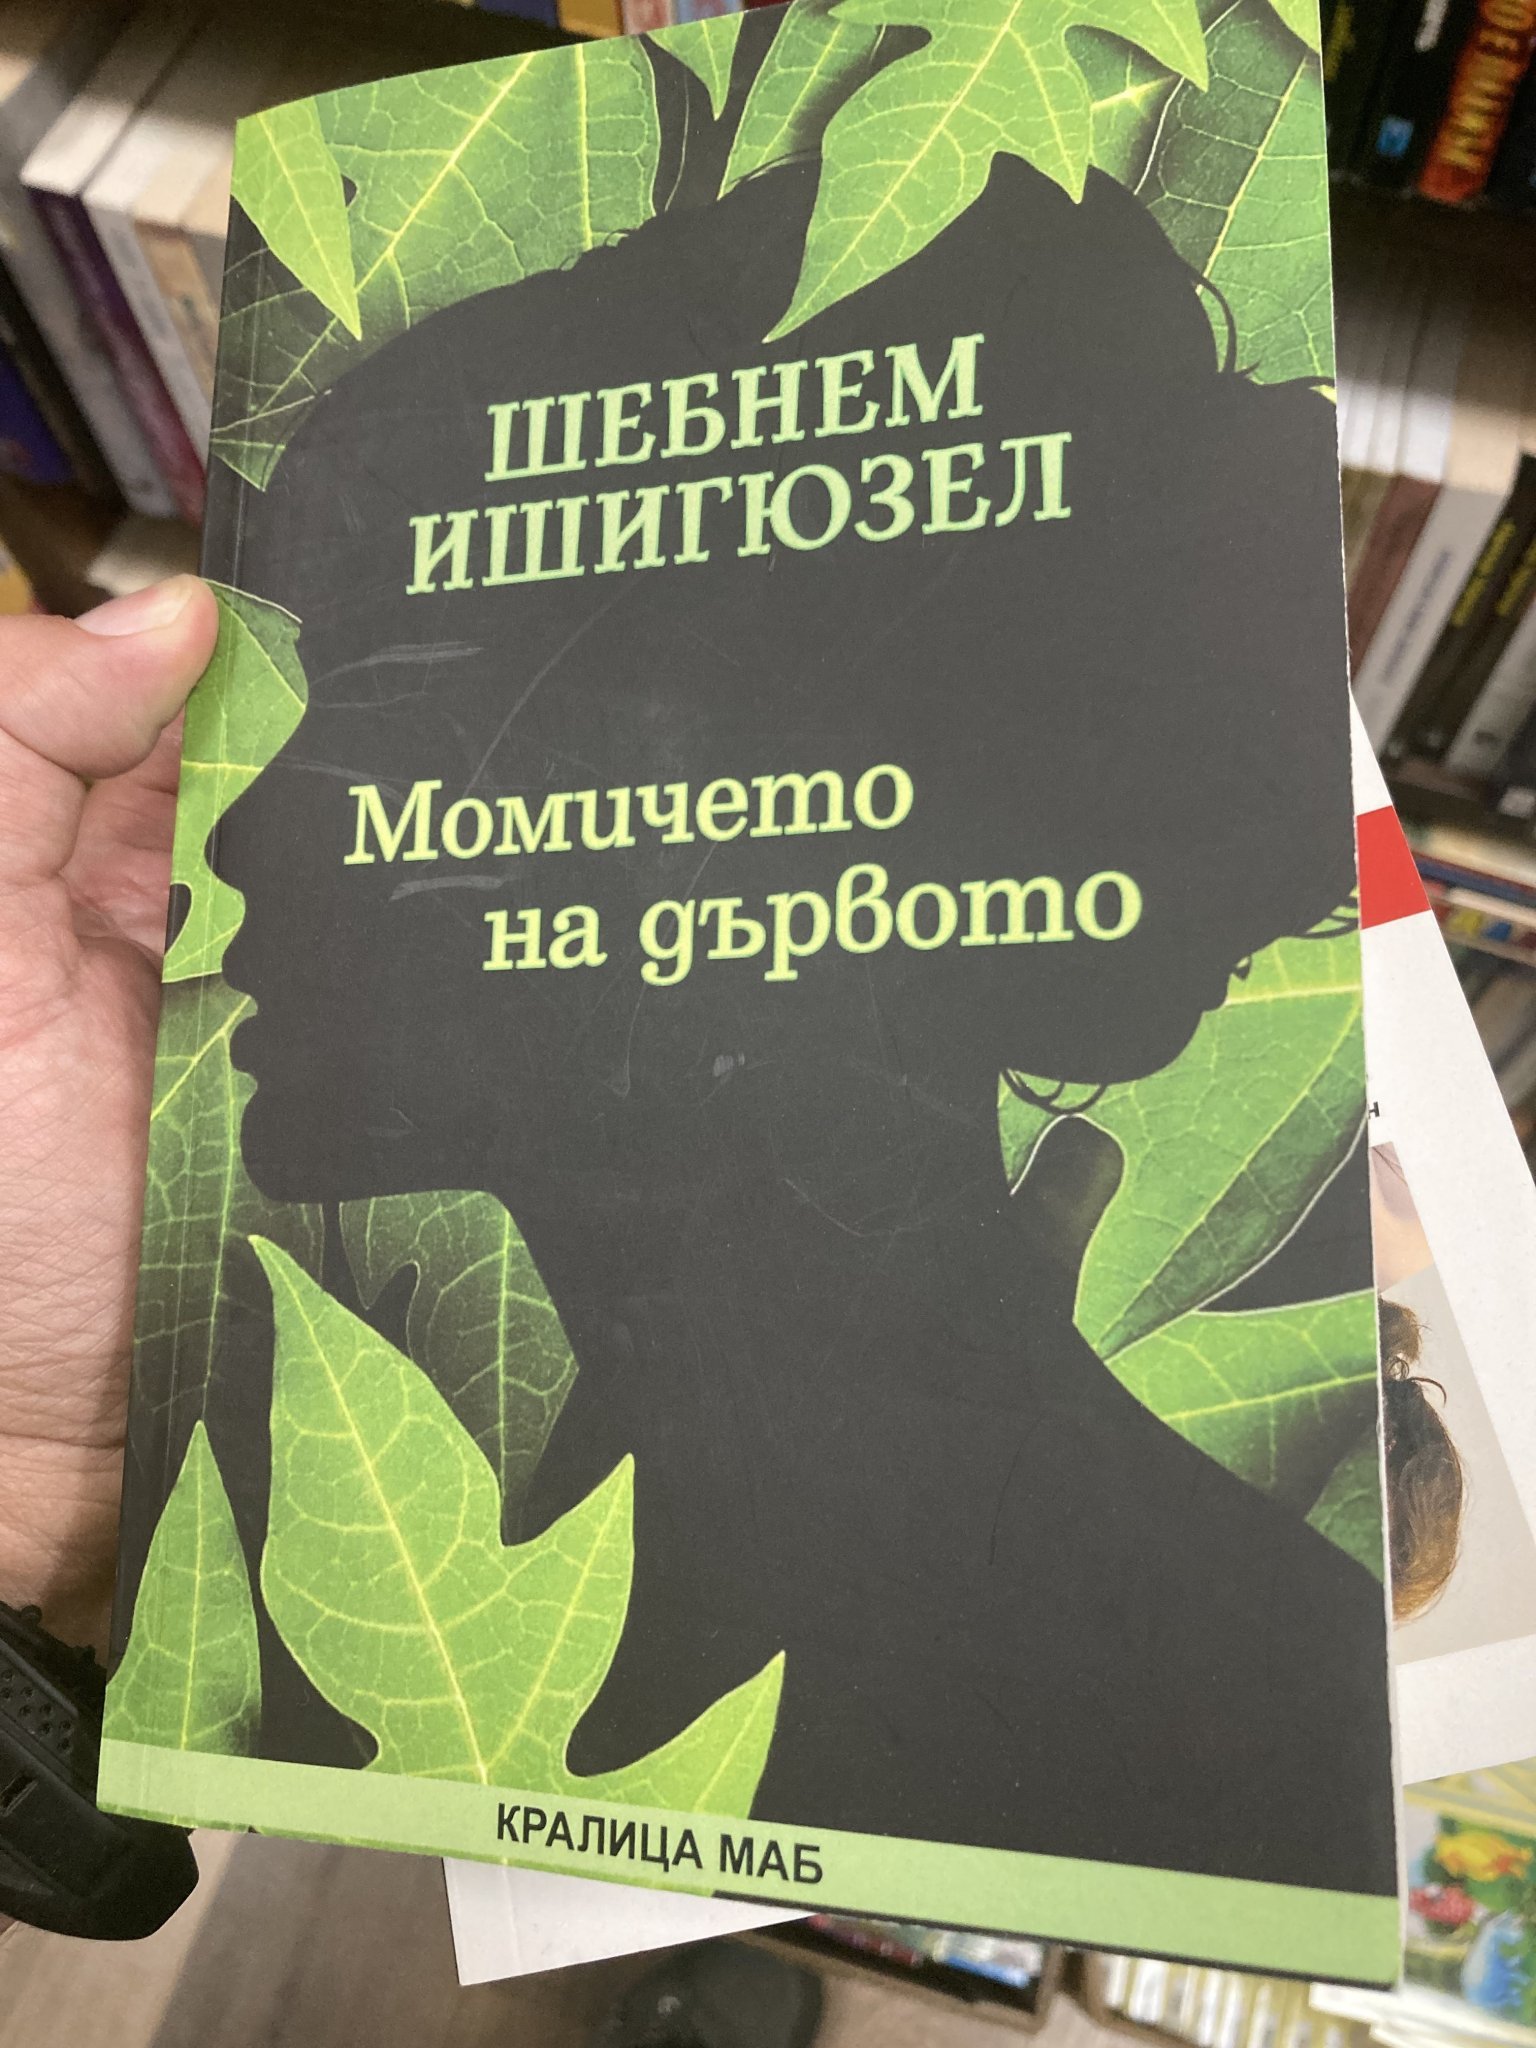 ШЕБНЕМ
ИШИГЮЗЕЛ
Момичето
на дървото
КРАЛИЦА МАБ